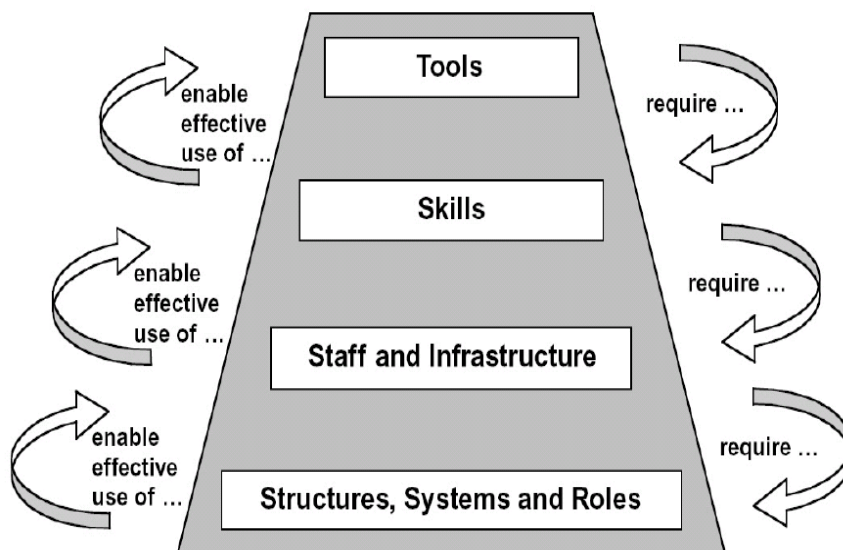 Tools
enable
effective
use of ...
require ...
Skills
enable
effective
use of ...
require ...
Staff and Infrastructure
enable
effective
use of ...
require ...
Structures, Systems and Roles